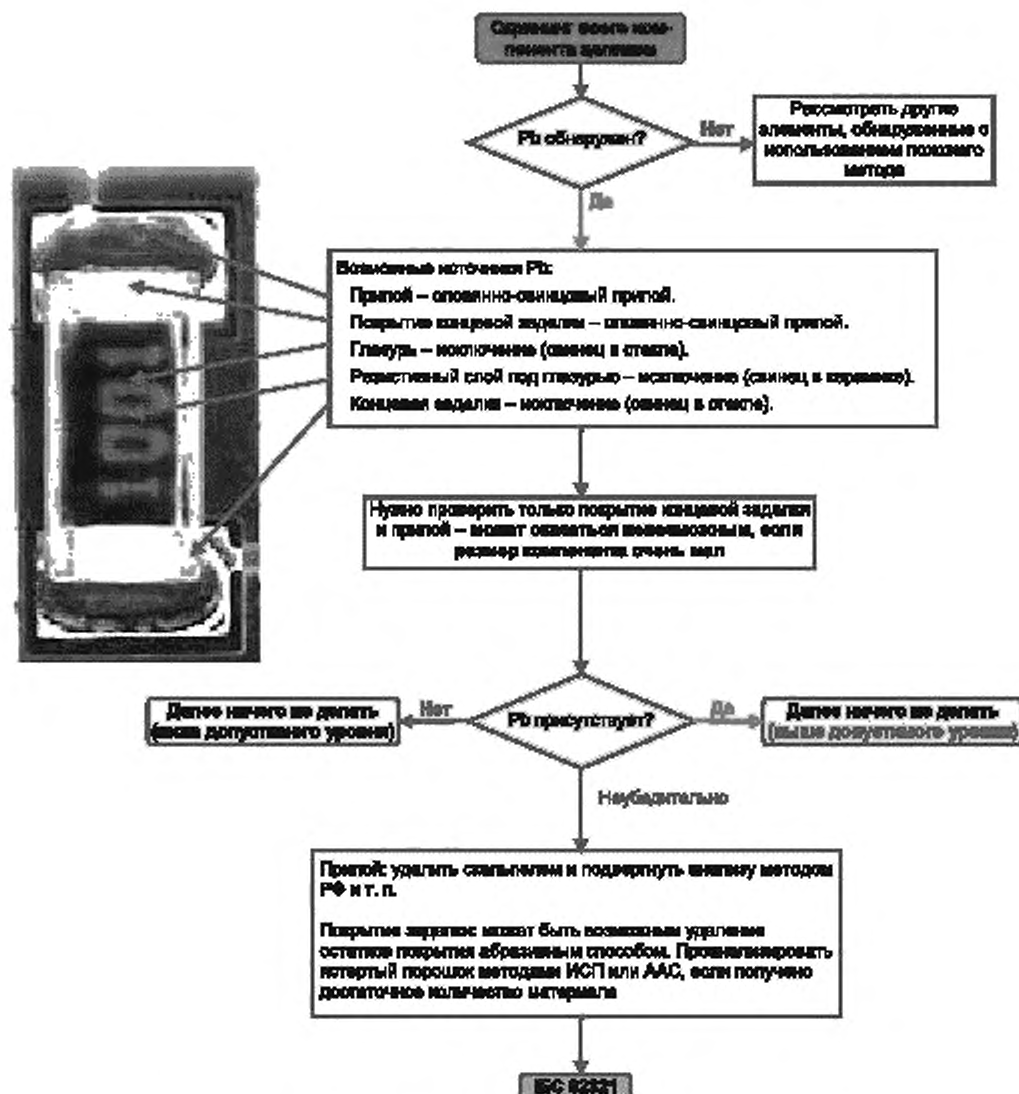 Скрининг всего ком-
понента целиком
Pb обнаружен?
Нет
Рассмотреть другие
элементы, обнаруженные с
использованием похожего
метода
Да
Возможные источники Pb:
Припой – оловянно-свинцовый припой.
Покрытие концевой заделки – оловянно-свинцовый припой.
Глазурь – исключение (свинец в стекле).
Резистивный слой под глазурью – исключение (свинец в керамике).
Концевая заделка – исключение (свинец в стекле).
1001
Нужно проверить только покрытие концевой заделки
и припой – может оказаться невозможным, если
размер компонента очень мал
Нет
Pb присутствует?
Да
Далее ничего не делать
(ниже допустимого уровня)
Далее ничего не делать
(выше допустимого уровня)
Неубедительно
Припой: удалить скальпелем и подвергнуть анализу методом
РФ и т. п.
Покрытие заделки: может быть возможным удаление
остатков покрытия абразивным способом. Проанализировать
истертый порошок методами ИСП или ААС, если получено
достаточное количество материала
IEC 62321